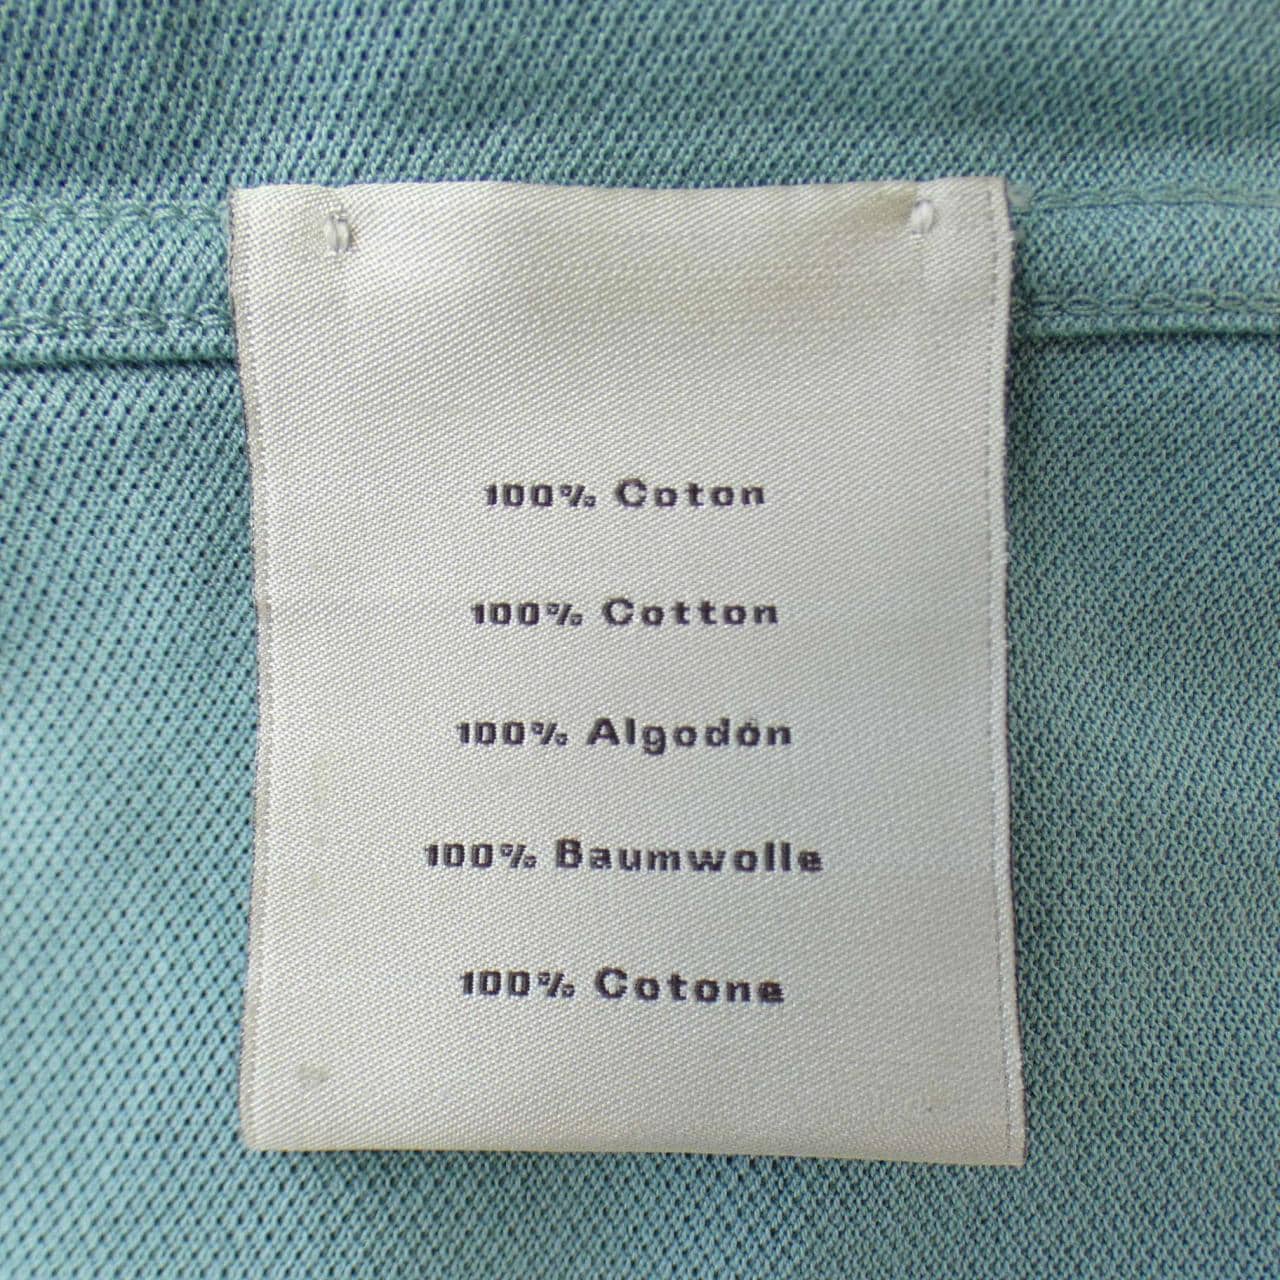 100% Coton
100% Cotton
100% Algodón
100% Baumwolle
100% Cotone